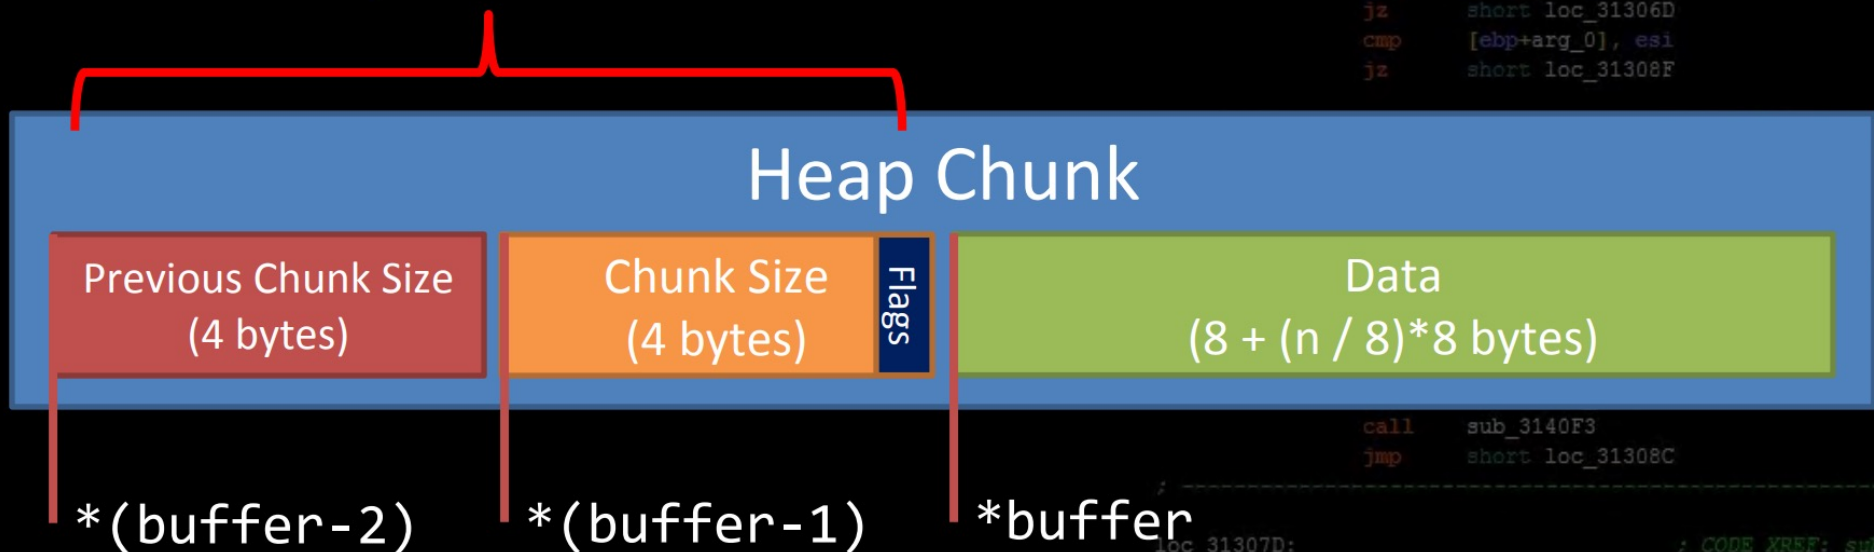 jz short loc_31306D
cmp [ebp+arg_0], esi
jz short loc_31308F
Heap Chunk
Previous Chunk Size
(4 bytes)
Chunk Size
(4 bytes)
Flags
Data
(8 + (n / 8)*8 bytes)
call sub_3140F3
jmp short loc_31308C
; ---------------------------------------------------------------------------
*(buffer-2)
*(buffer-1)
*buffer
loc_31307D: ; CODE XREF: